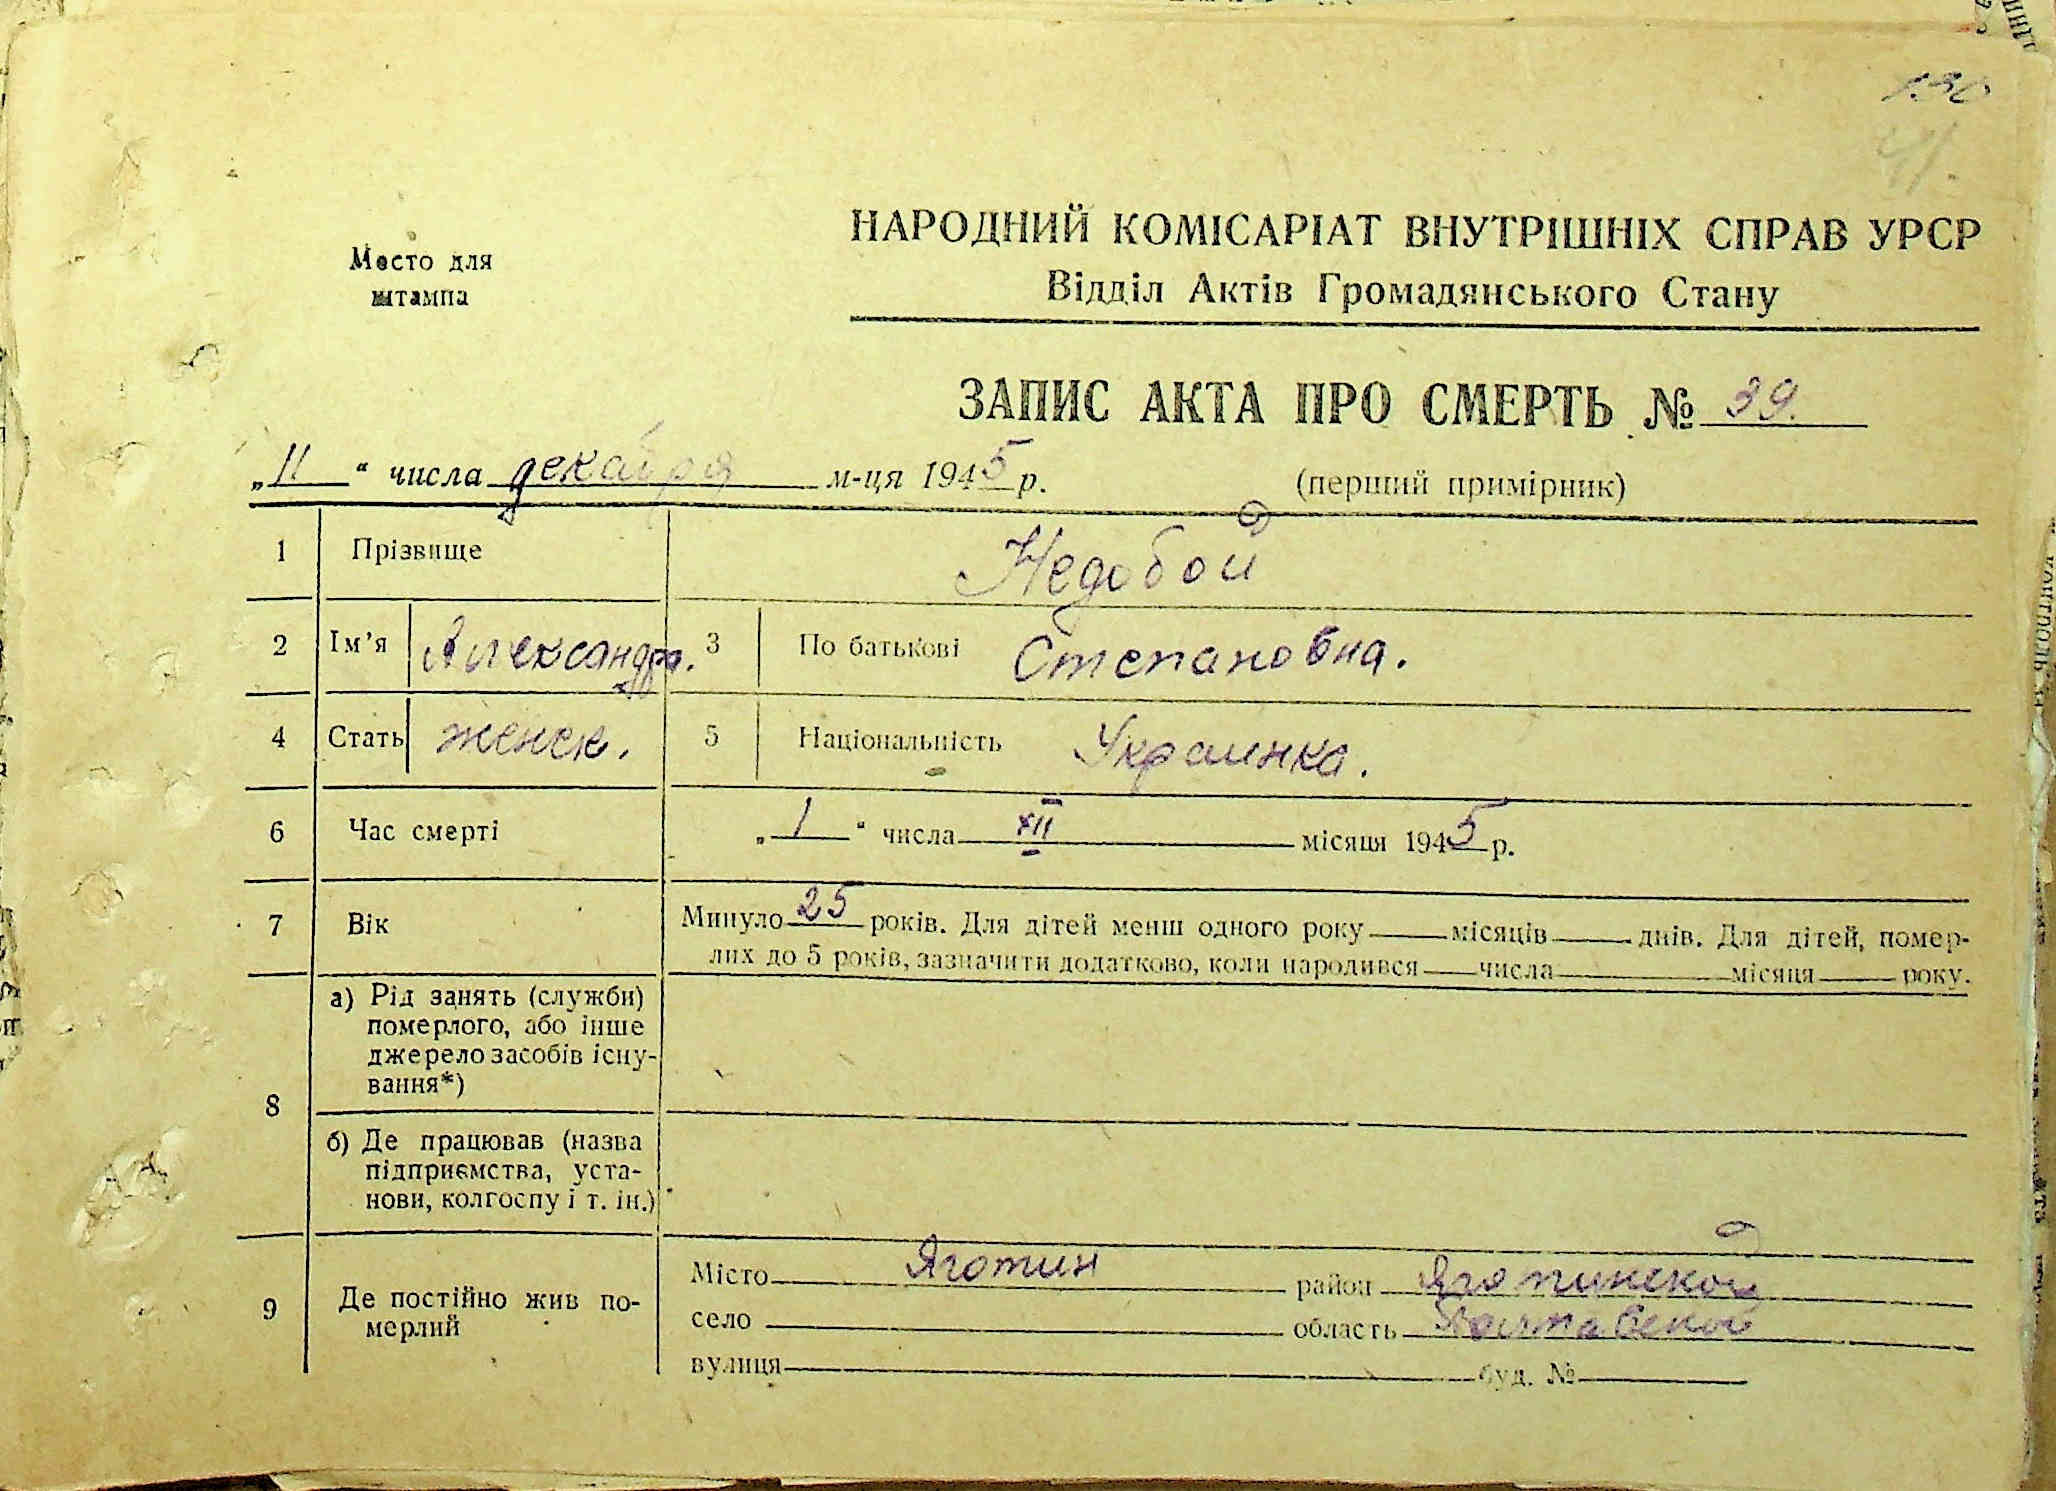 130
41.
Место для
штампа
НАРОДНИЙ КОМІСАРІАТ ВНУТРІШНІХ СПРАВ УРСР
Відділ Актів Громадянського Стану
ЗАПИС АКТА ПРО СМЕРТЬ № 39.
„11“ числа декабря м-ця 1945 р. (перший примірник)
1 Прізвище Недобой
2 Ім’я Александра. 3 По батькові Степановна.
4 Стать женск. 5 Національність Украинка.
6 Час смерті „1“ числа XII місяця 1945 р.
7 Вік Минуло 25 років. Для дітей менш одного року місяців днів. Для дітей, помер-
лих до 5 років, зазначити додатково, коли народився числа місяця року.
8 а) Рід занять (служби)
померлого, або інше
джерело засобів існу-
вання*)
б) Де працював (назва
підприємства, уста-
нови, колгоспу і т. ін.)
9 Де постійно жив по-
мерлий
Місто Яготин район Яготинской
село область Полтавской
вулиця буд. №